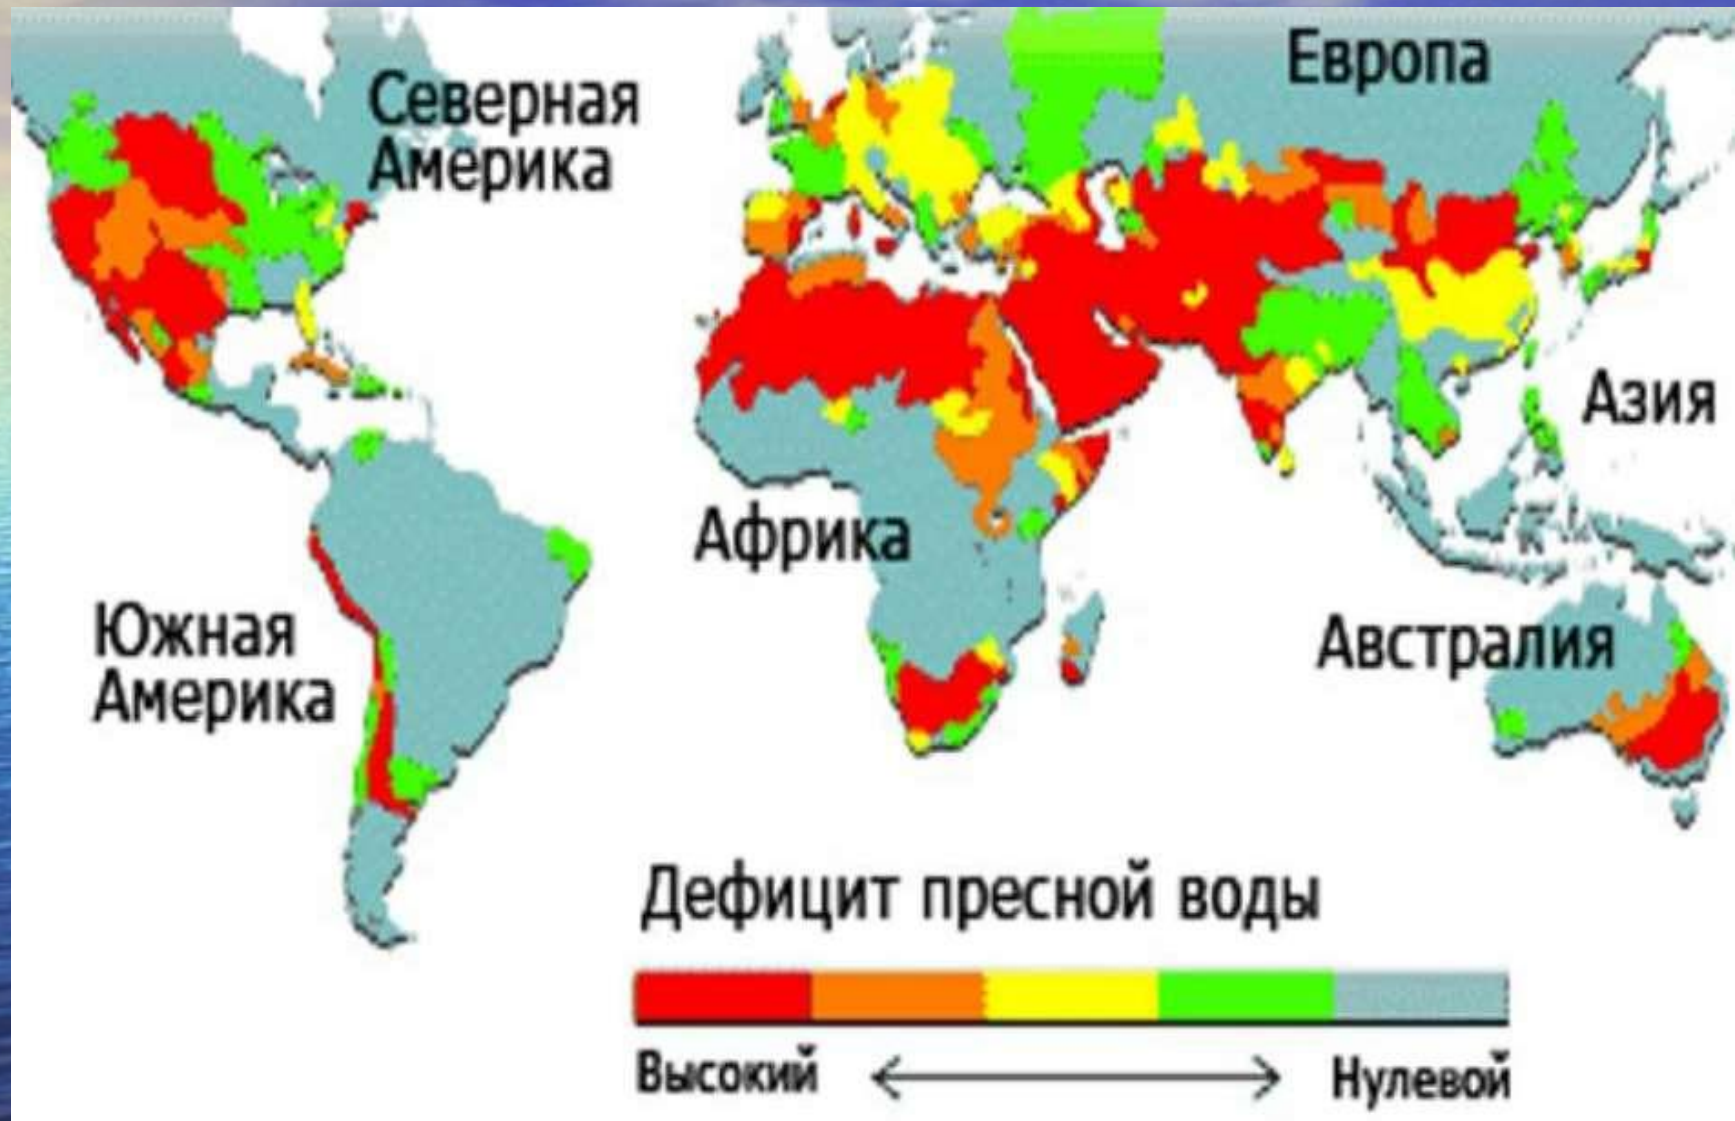 Европа
Северная
Америка
Азия
Африка
Южная
Америка
Австралия
Дефицит пресной воды
Высокий
Нулевой